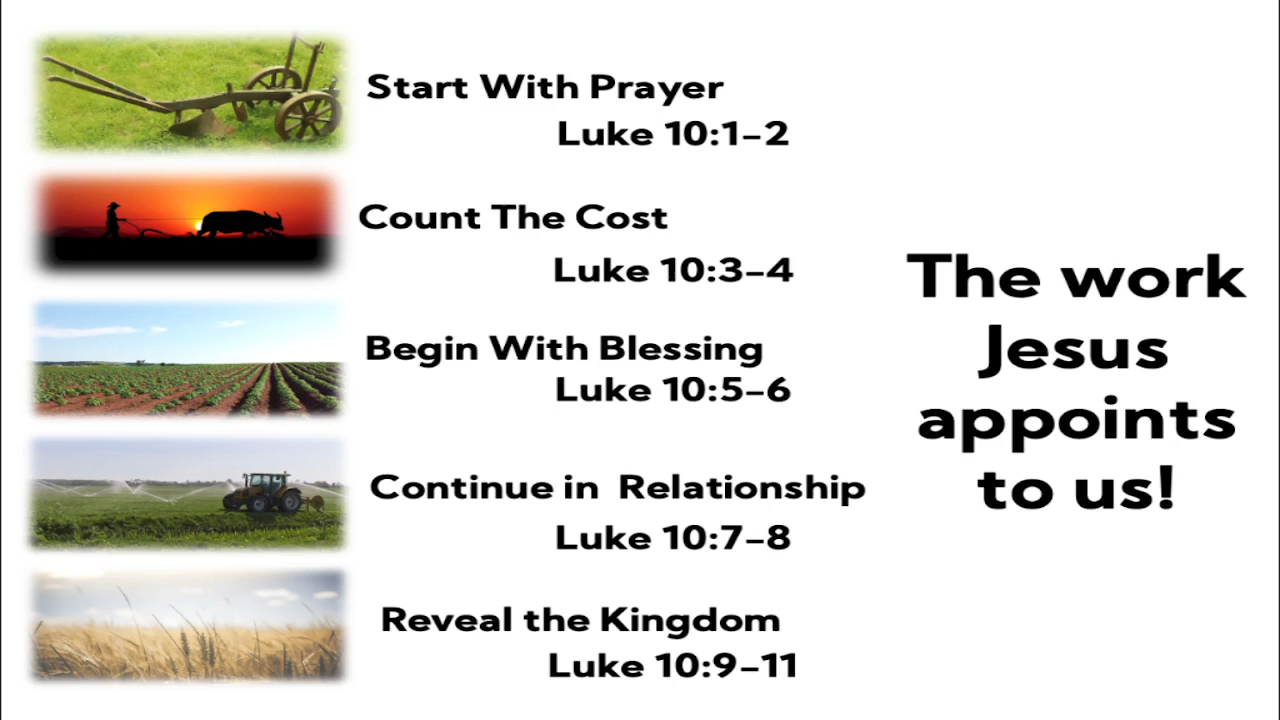 Start With Prayer
Luke 10:1–2
Count The Cost
Luke 10:3–4
Begin With Blessing
Luke 10:5–6
Continue in Relationship
Luke 10:7–8
Reveal the Kingdom
Luke 10:9–11
The work
Jesus
appoints
to us!